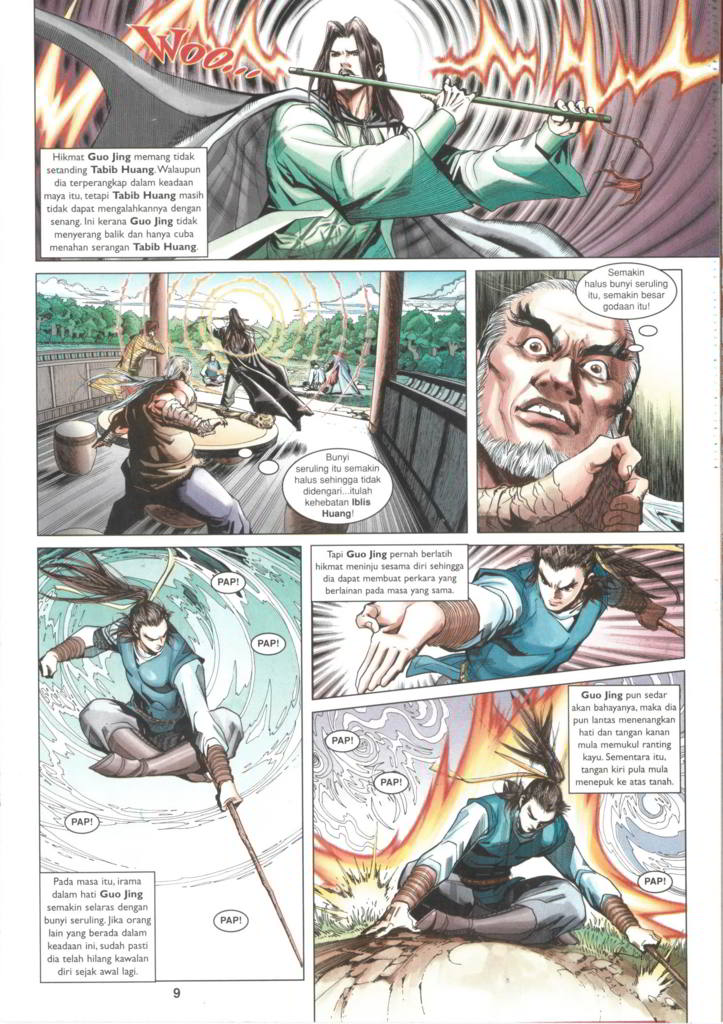 Woo...
Hikmat Guo Jing memang tidak
setanding Tabib Huang. Walaupun
dia terperangkap dalam keadaan
maya itu, tetapi Tabib Huang masih
tidak dapat mengalahkannya dengan
senang. Ini kerana Guo Jing tidak
menyerang balik dan hanya cuba
menahan serangan Tabib Huang.
Bunyi
seruling itu semakin
halus sehingga tidak
didengari...itulah
kehebatan Iblis
Huang!
Semakin
halus bunyi seruling
itu, semakin besar
godaan itu!
PAP!
PAP!
PAP!
PAP!
Pada masa itu, irama
dalam hati Guo Jing
semakin selaras dengan
bunyi seruling. Jika orang
lain yang berada dalam
keadaan ini, sudah pasti
dia telah hilang kawalan
diri sejak awal lagi.
Tapi Guo Jing pernah berlatih
hikmat meninju sesama diri sehingga
dia dapat membuat perkara yang
berlainan pada masa yang sama.
Guo Jing pun sedar
akan bahayanya, maka dia
pun lantas menenangkan
hati dan tangan kanan
mula memukul ranting
kayu. Sementara itu,
tangan kiri pula mula
menepuk ke atas tanah.
PAP!
PAP!
PAP!
9